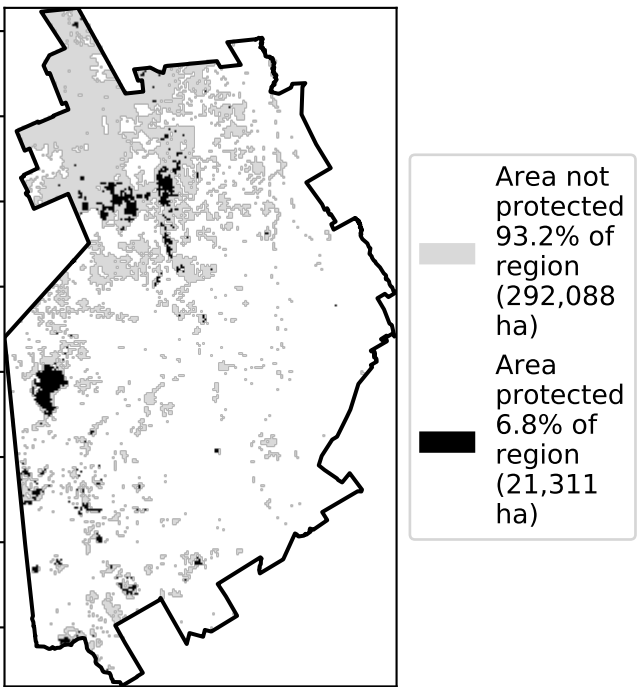 Area not
protected
93.2% of
region
(292,088
ha)
Area
protected
6.8% of
region
(21,311
ha)